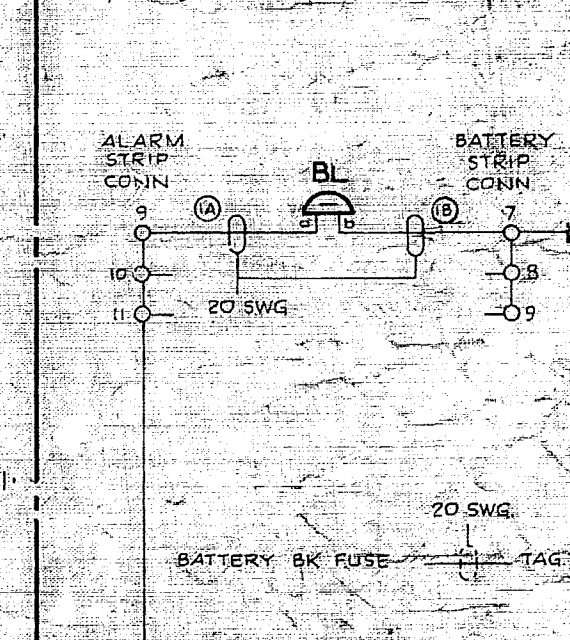 ALARM
STRIP
CONN
BATTERY
STRIP
CONN
BL
9
1A
a
b
1B
7
10
8
11
20 SWG
9
20 SWG.
BATTERY BK FUSE
TAG